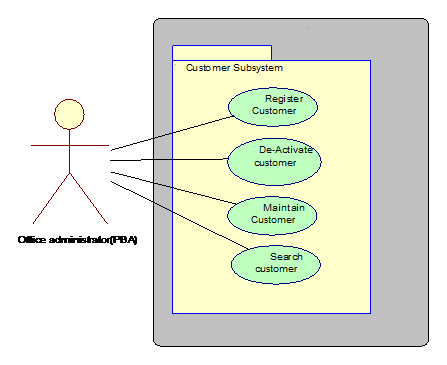 Customer Subsystem
Register
Customer
De-Activate
customer
Maintain
Customer
Search
customer
Office administrator(PBA)